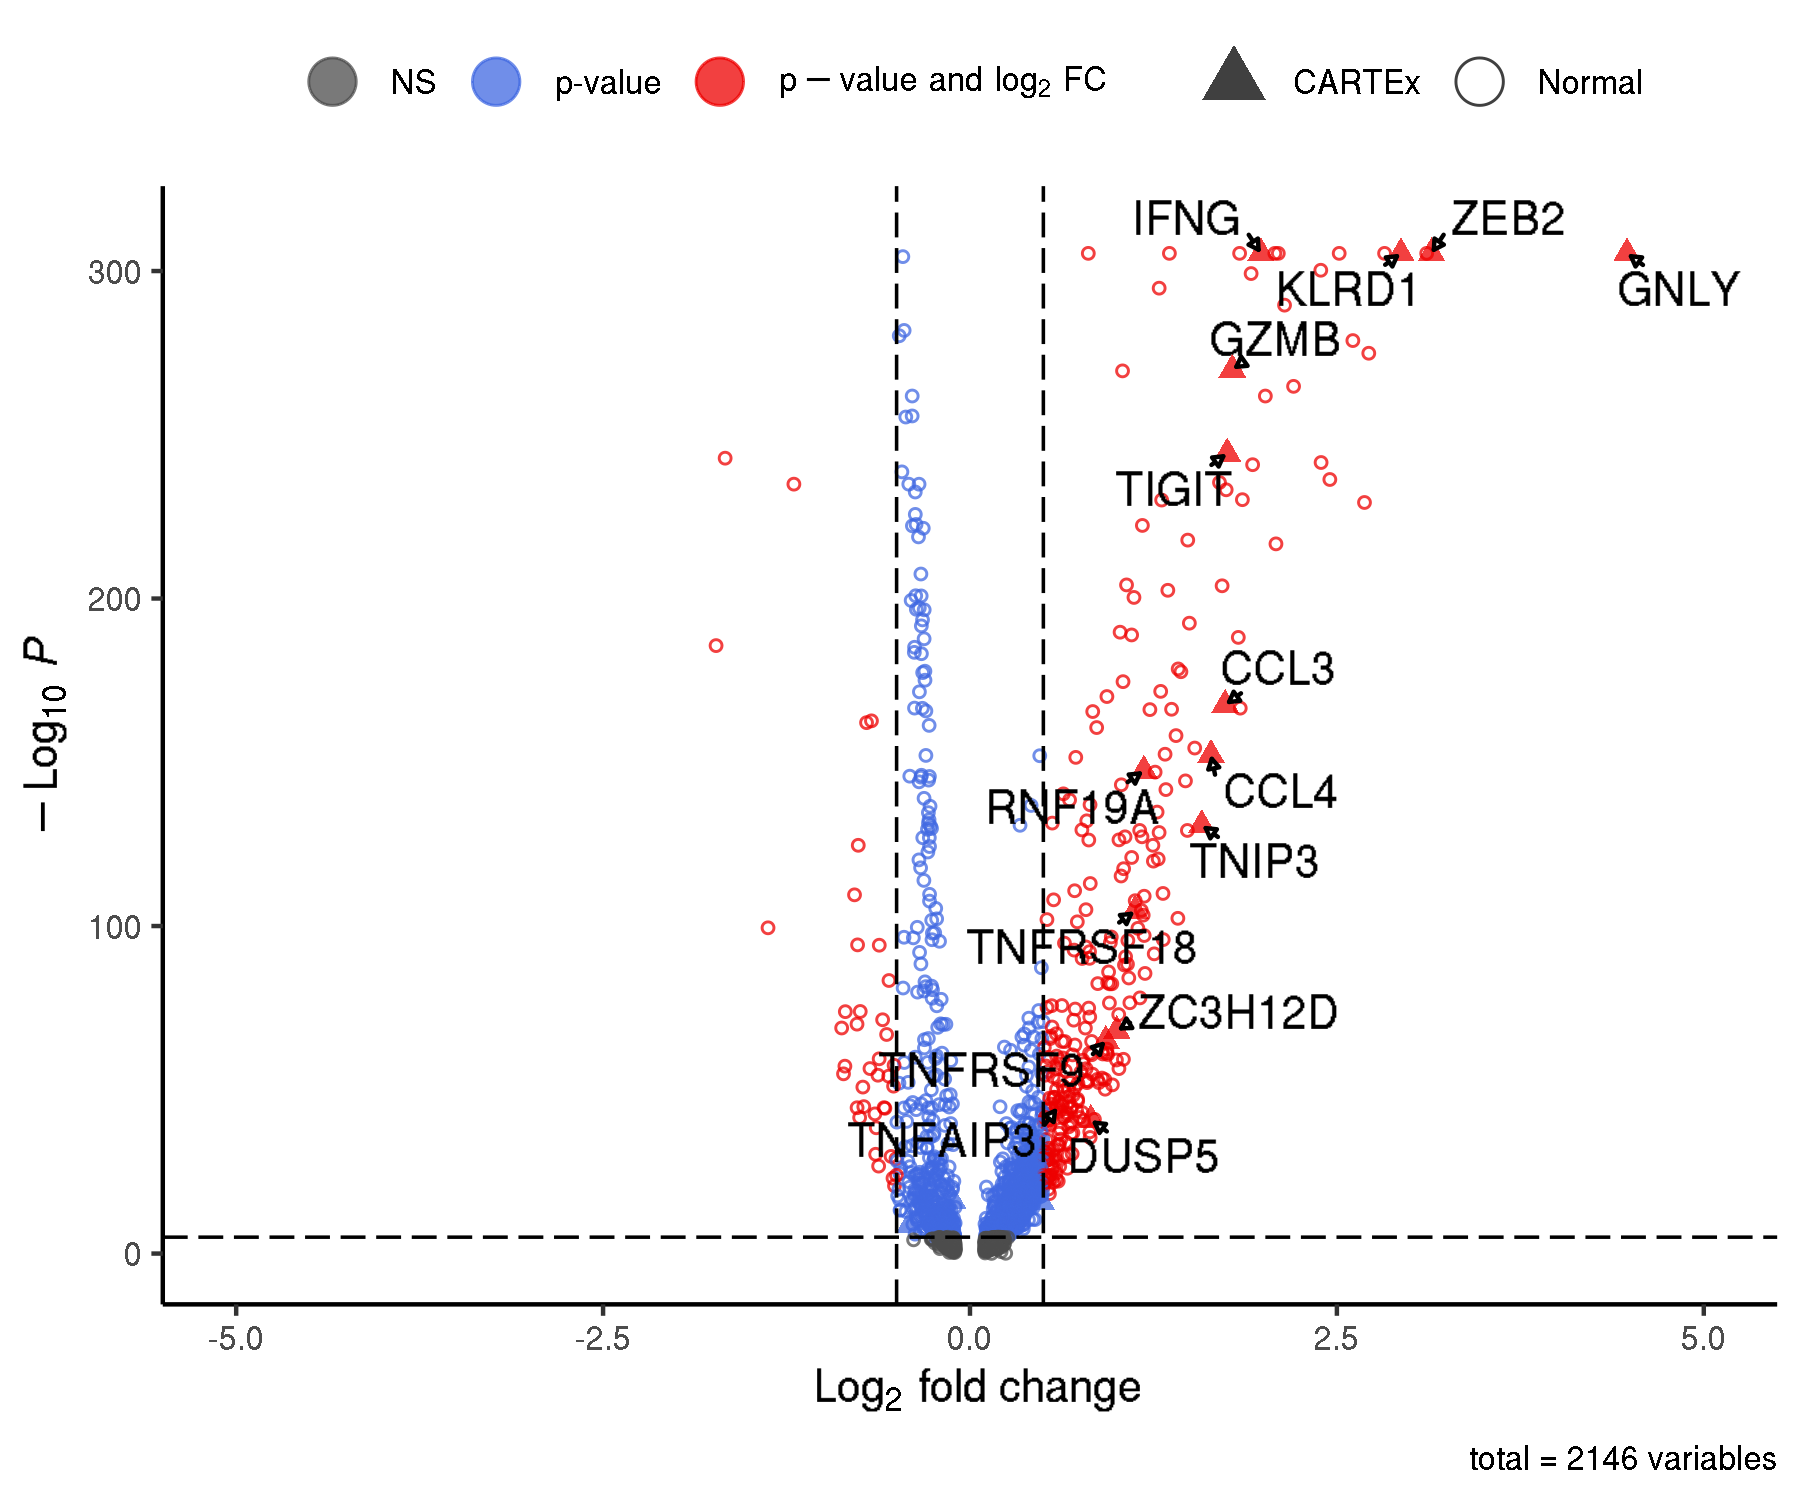 NS p-value p − value and log2 FC CARTEx Normal
IFNG ZEB2
KLRD1 GNLY
GZMB
TIGIT
CCL3
RNF19A CCL4
TNIP3
TNFRSF18
ZC3H12D
TNFRSF9
TNFAIP3 DUSP5
300
200
100
0
− Log10 P
-5.0 -2.5 0.0 2.5 5.0
Log2 fold change
total = 2146 variables